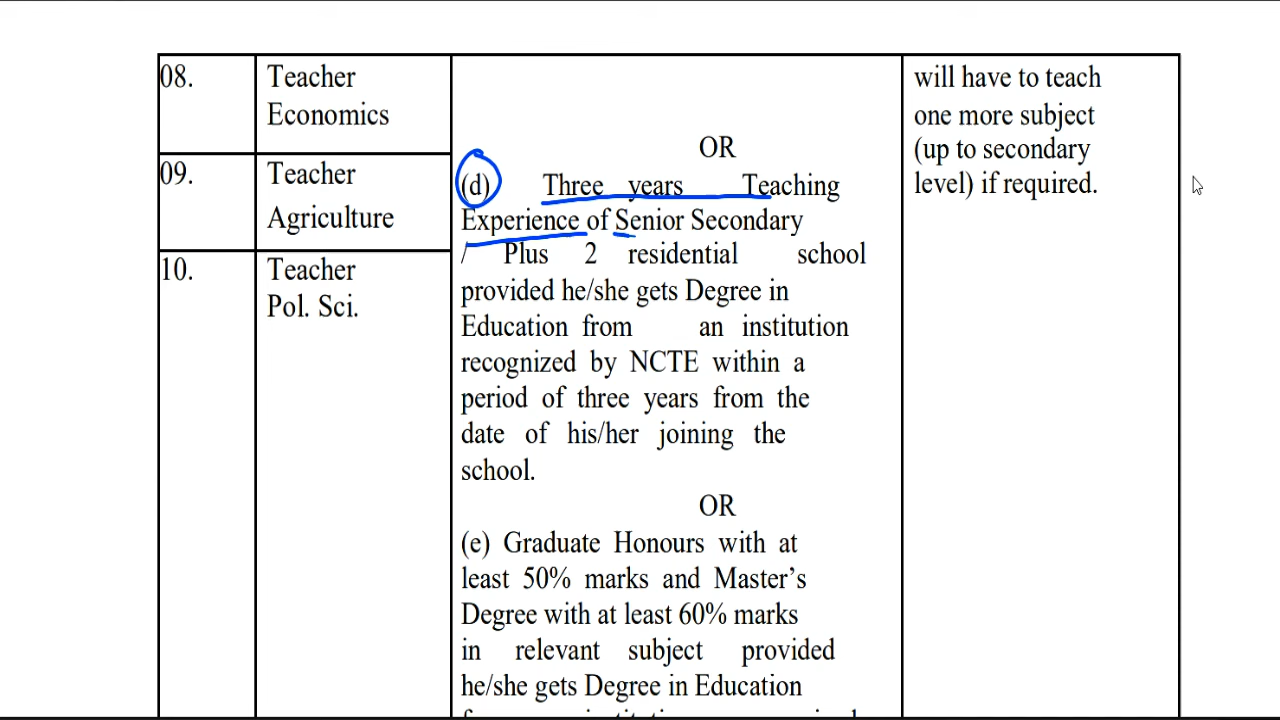 08.
Teacher
Economics
09.
Teacher
Agriculture
10.
Teacher
Pol. Sci.
OR
(d) Three years Teaching
Experience of Senior Secondary
/ Plus 2 residential school
provided he/she gets Degree in
Education from an institution
recognized by NCTE within a
period of three years from the
date of his/her joining the
school.
OR
(e) Graduate Honours with at
least 50% marks and Master’s
Degree with at least 60% marks
in relevant subject provided
he/she gets Degree in Education
will have to teach
one more subject
(up to secondary
level) if required.